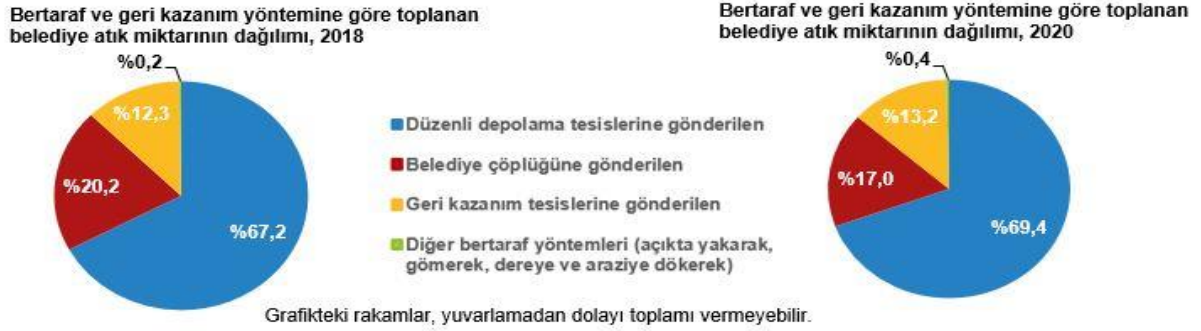 Bertaraf ve geri kazanım yöntemine göre toplanan
belediye atık miktarının dağılımı, 2018
%0,2
%12,3
%20,2
%67,2
Düzenli depolama tesislerine gönderilen
Belediye çöplüğüne gönderilen
Geri kazanım tesislerine gönderilen
Diğer bertaraf yöntemleri (açıkta yakarak,
gömerek, dereye ve araziye dökerek)
Bertaraf ve geri kazanım yöntemine göre toplanan
belediye atık miktarının dağılımı, 2020
%0,4
%13,2
%17,0
%69,4
Grafikteki rakamlar, yuvarlamadan dolayı toplamı vermeyebilir.